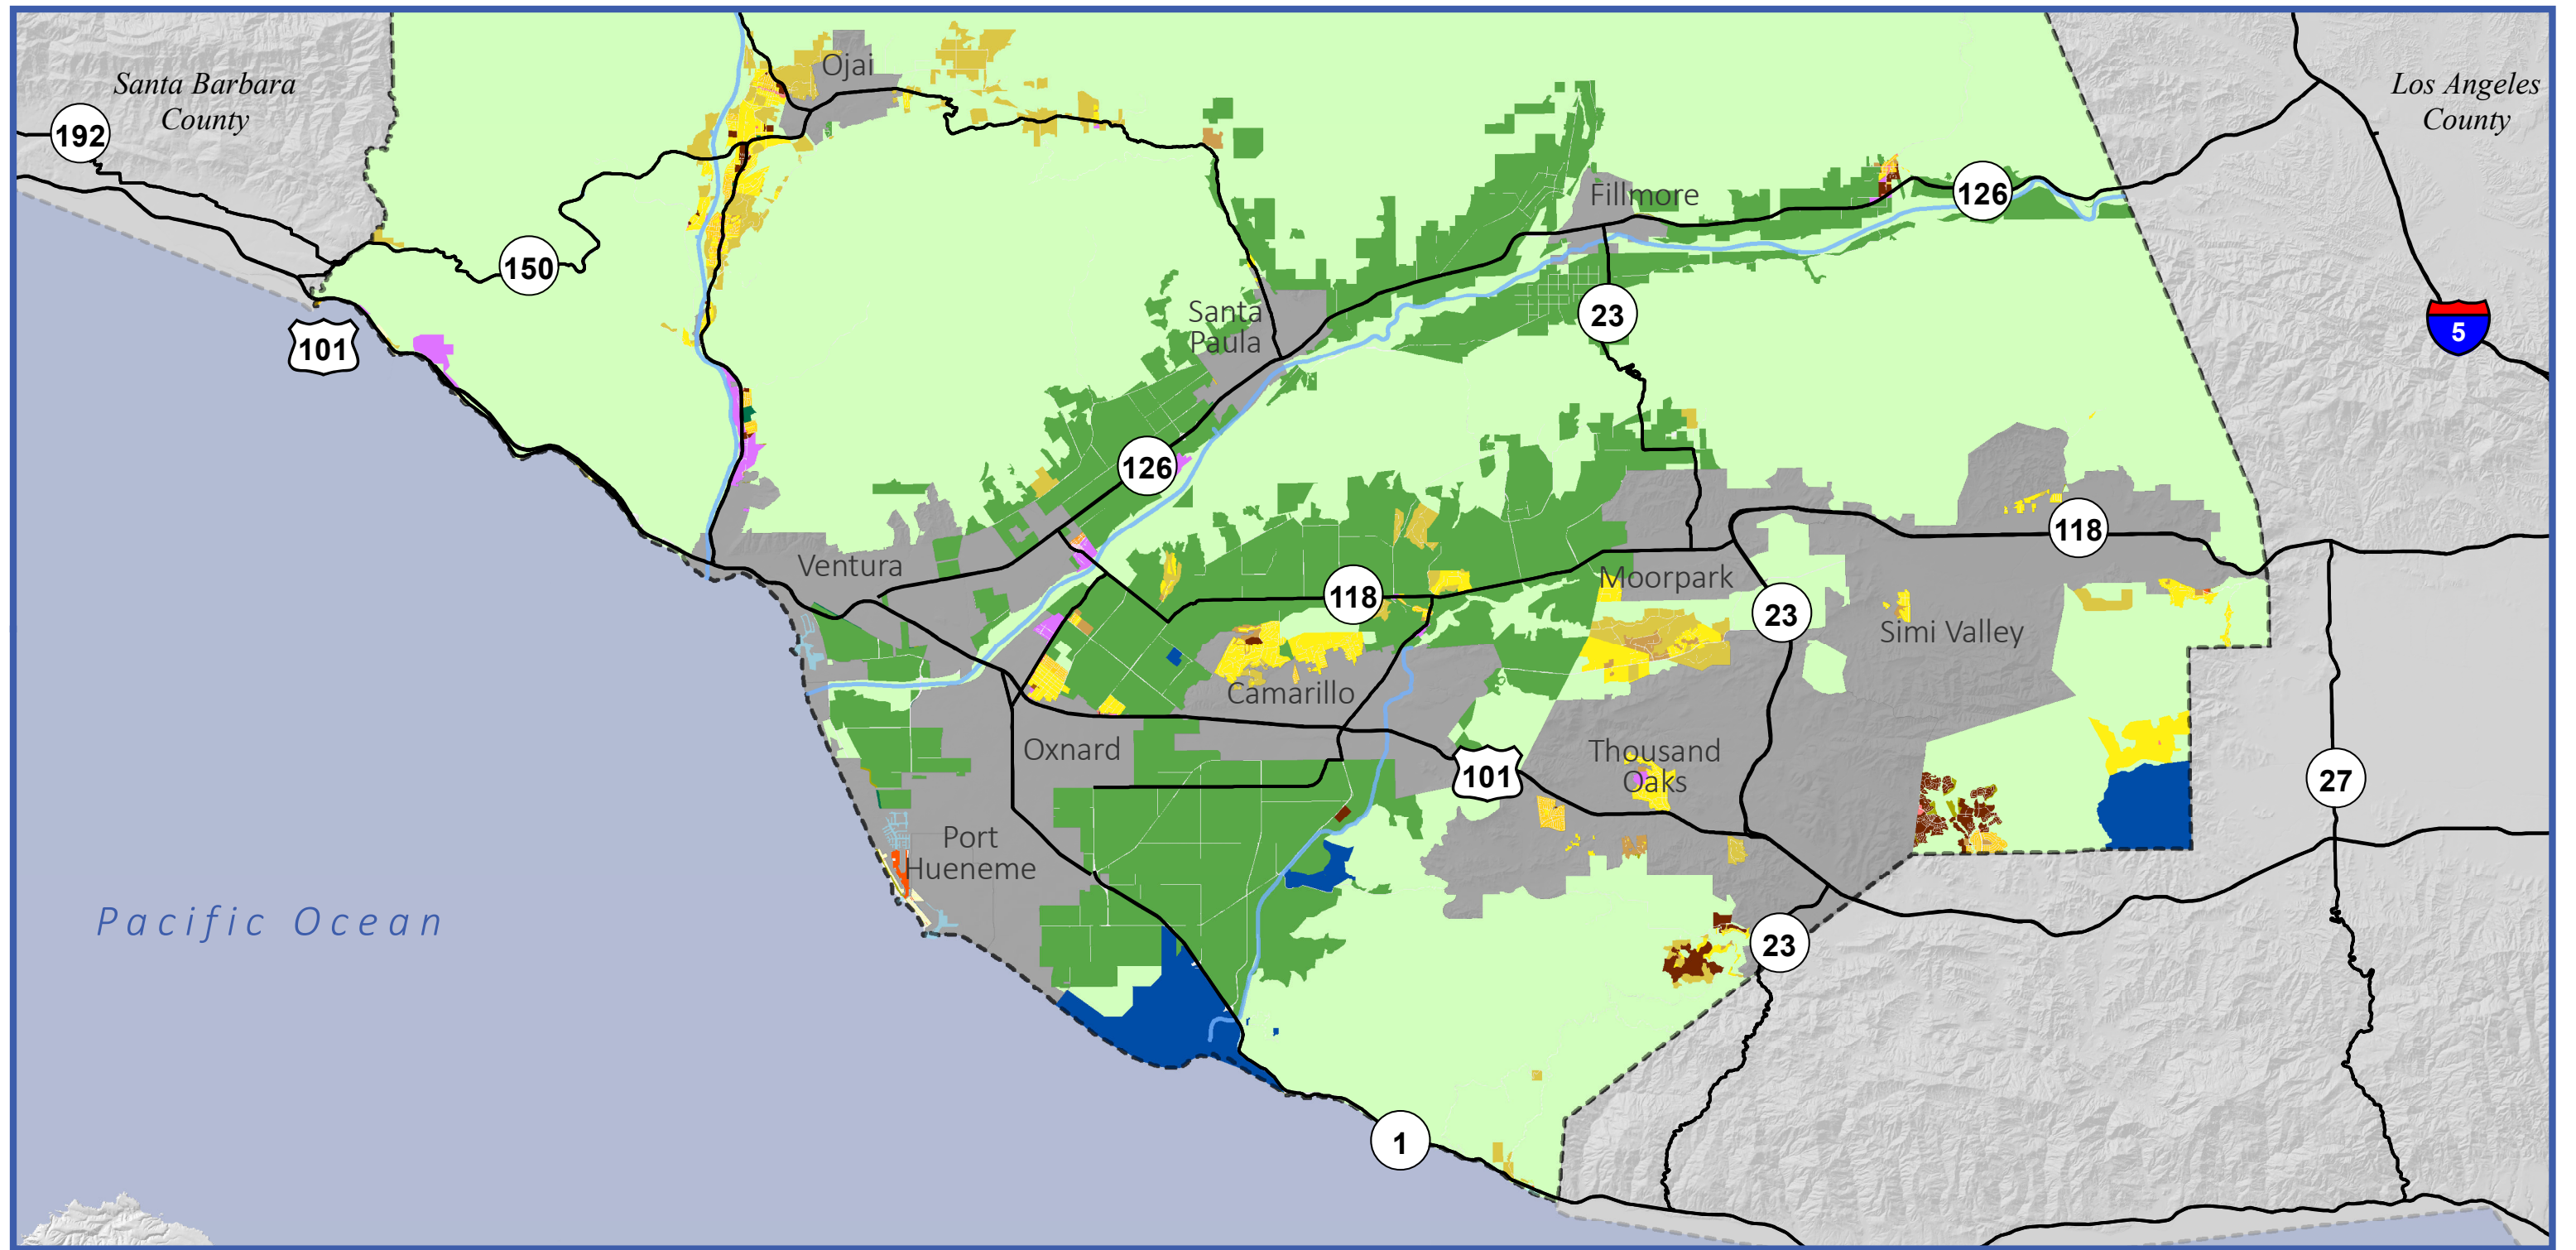 Ojai
Santa Barbara
County
Los Angeles
County
192
Fillmore
126
150
Santa
Paula
23
101
5
126
118
Ventura
Moorpark
118
23
Simi Valley
Camarillo
Oxnard
Thousand
Oaks
101
27
Port
Hueneme
Pacific Ocean
23
1